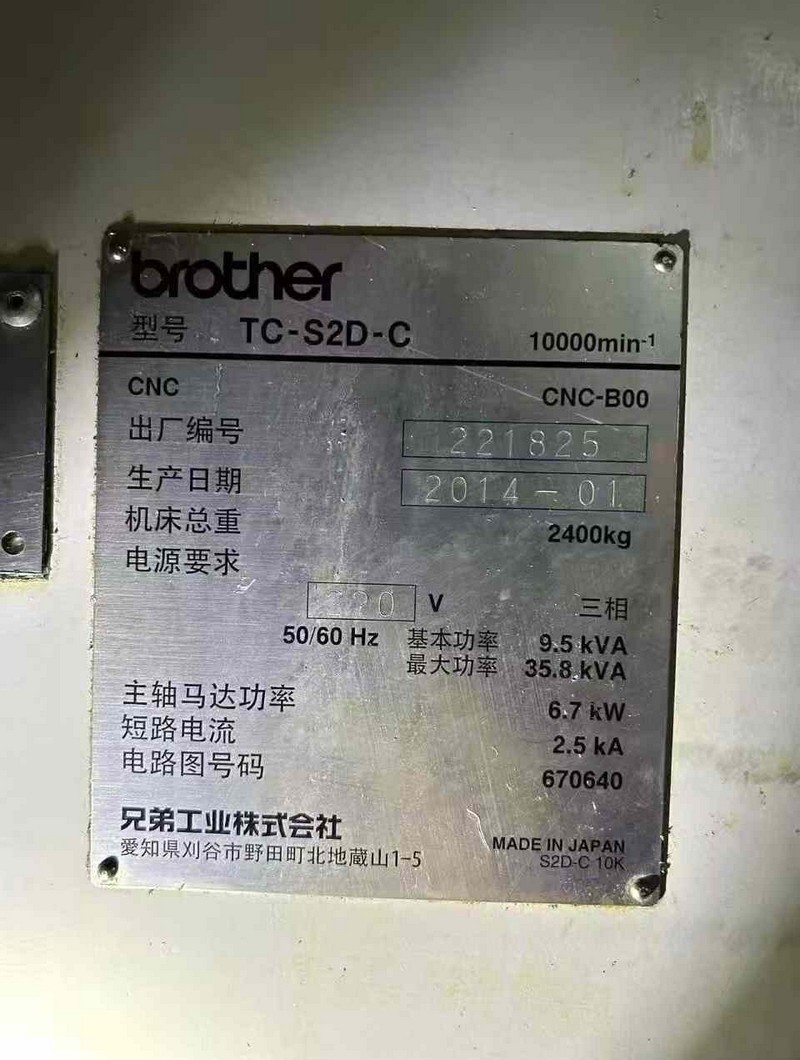 brother
型号 TC-S2D-C 10000min-1
CNC CNC-B00
出厂编号 221825
生产日期 2014-01
机床总重 2400kg
电源要求
220 V 三相
50/60 Hz 基本功率 9.5 kVA
最大功率 35.8 kVA
主轴马达功率 6.7 kW
短路电流 2.5 kA
电路图号码 670640
兄弟工业株式会社
愛知県刈谷市野田町北地蔵山1-5
MADE IN JAPAN
S2D-C 10K